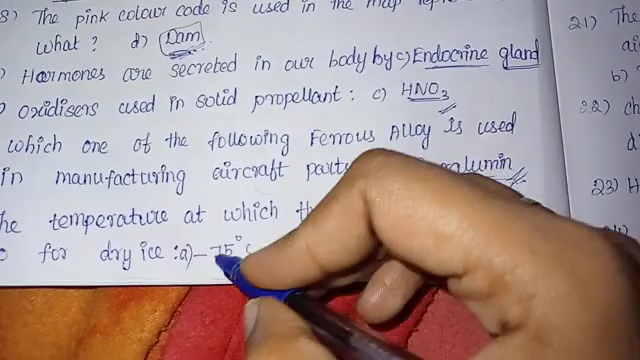 8) The pink colour code is used in the map
what? d) Dam
Hormones are secreted in our body by c) Endocrine gland
oxidisers used in solid propellant : c) HNO3
which one of the following Ferrous Alloy is used
in manufacturing aircraft parts
The temperature at which
for dry ice : a) -75°C
21) The
b)
22)
23) H